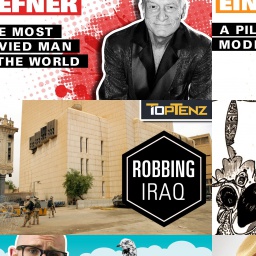 EFNER
E MOST
VIED MAN
THE WORLD
EIN
A PIL
MODE
TOPTENZ
ROBBING
IRAQ